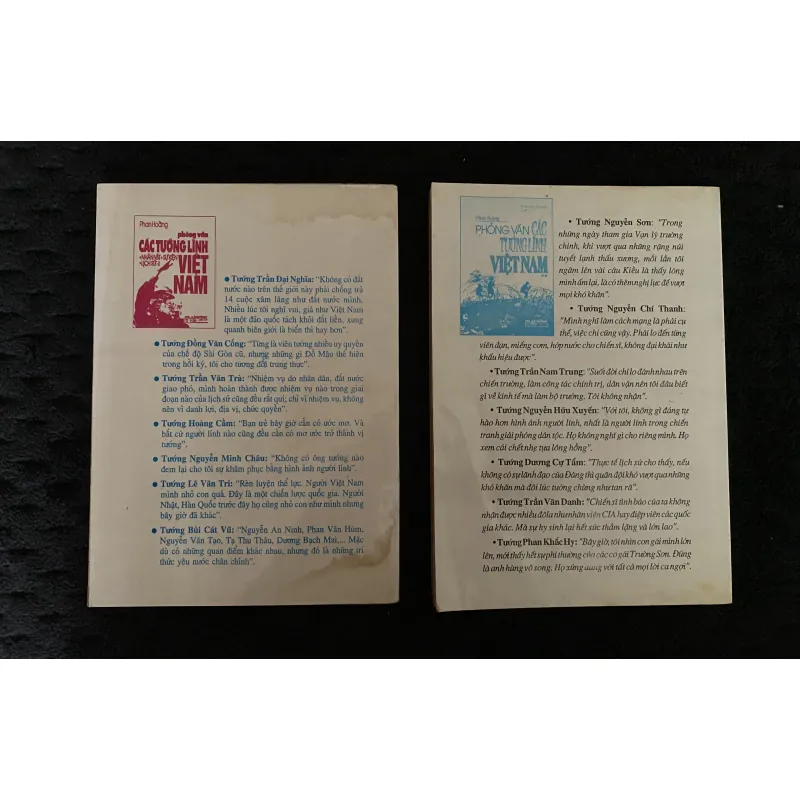 Phan Hoàng
phỏng vấn
CÁC TƯỚNG LĨNH
VIỆT
NAM
• Tướng Trần Đại Nghĩa: "Không có đất
nước nào trên thế giới này phải chống trả
14 cuộc xâm lăng như đất nước mình.
Nhiều lúc tôi nghĩ vui, giá như Việt Nam
là một đảo quốc tách khỏi đất liền, xung
quanh biên giới là biển thì hay hơn".
• Tướng Đồng Văn Cống: "Từng là viên tướng nhiều uy quyền
của chế độ Sài Gòn cũ, nhưng những gì Đỗ Mậu thể hiện
trong hồi ký, tôi cho tương đối trung thực".
• Tướng Trần Văn Trà: "Nhiệm vụ do nhân dân, đất nước
giao phó, mình hoàn thành được nhiệm vụ nào trong giai
đoạn nào của lịch sử cũng đều rất quí; chỉ vì nhiệm vụ, không
nên vì danh lợi, địa vị, chức quyền".
• Tướng Hoàng Cầm: "Bạn trẻ bây giờ cần có ước mơ. Và
bất cứ người lính nào cũng đều cần có mơ ước trở thành vị
tướng".
• Tướng Nguyễn Minh Châu: "Không có ông tướng nào
đem lại cho tôi sự khâm phục bằng hình ảnh người lính".
• Tướng Lê Văn Tri: "Rèn luyện thể lực. Người Việt Nam
mình nhỏ con quá. Đây là một chiến lược quốc gia. Người
Nhật, Hàn Quốc trước đây họ cũng nhỏ con như mình nhưng
bây giờ đã khác".
• Tướng Bùi Cát Vũ: "Nguyễn An Ninh, Phan Văn Hùm,
Nguyễn Văn Tạo, Tạ Thu Thâu, Dương Bạch Mai,... Mặc
dù có những quan điểm khác nhau, nhưng đó là những trí
thức yêu nước chân chính".
Phan Hoàng
PHỎNG VẤN CÁC
TƯỚNG LĨNH
VIỆT NAM
• Tướng Nguyễn Sơn: "Trong
những ngày tham gia Vạn lý trường
chinh, khi vượt qua những rặng núi
tuyết lạnh thấu xương, mỗi lần tôi
ngâm lên vài câu Kiều là thấy lòng
mình ấm lại, là có thêm nghị lực để vượt
mọi khó khăn".
• Tướng Nguyễn Chí Thanh:
"Mình nghĩ làm cách mạng là phải cụ
thể, việc chi cũng vậy. Phải lo đến từng
viên đạn, miếng cơm, hớp nước cho chiến sĩ, không đại khái như
khẩu hiệu được".
• Tướng Trần Nam Trung: "Suốt đời chỉ lo đánh nhau trên
chiến trường, làm công tác chính trị, dân vận nên tôi đâu biết
gì về kinh tế mà làm bộ trưởng. Tôi không nhận".
• Tướng Nguyễn Hữu Xuyến: "Với tôi, không gì đáng tự
hào hơn hình ảnh người lính, nhất là người lính trong chiến
tranh giải phóng dân tộc. Họ không nghĩ gì cho riêng mình. Họ
xem cái chết nhẹ tựa lông hồng".
• Tướng Dương Cự Tẩm: "Thực tế lịch sử cho thấy, nếu
không có sự lãnh đạo của Đảng thì quân đội khó vượt qua những
khó khăn mà đôi lúc tưởng chừng như tan rã".
• Tướng Trần Văn Danh: "Chiến sĩ tình báo của ta không
nhận được nhiều đô la như nhân viên CIA hay điệp viên các quốc
gia khác. Mà sự hy sinh lại hết sức thầm lặng và lớn lao".
• Tướng Phan Khắc Hy: "Bây giờ, tôi nhìn con gái mình lớn
lên, mới thấy hết sự phi thường của các cô gái Trường Sơn. Đúng
là anh hùng vô song. Họ xứng đáng với tất cả mọi lời ca ngợi".